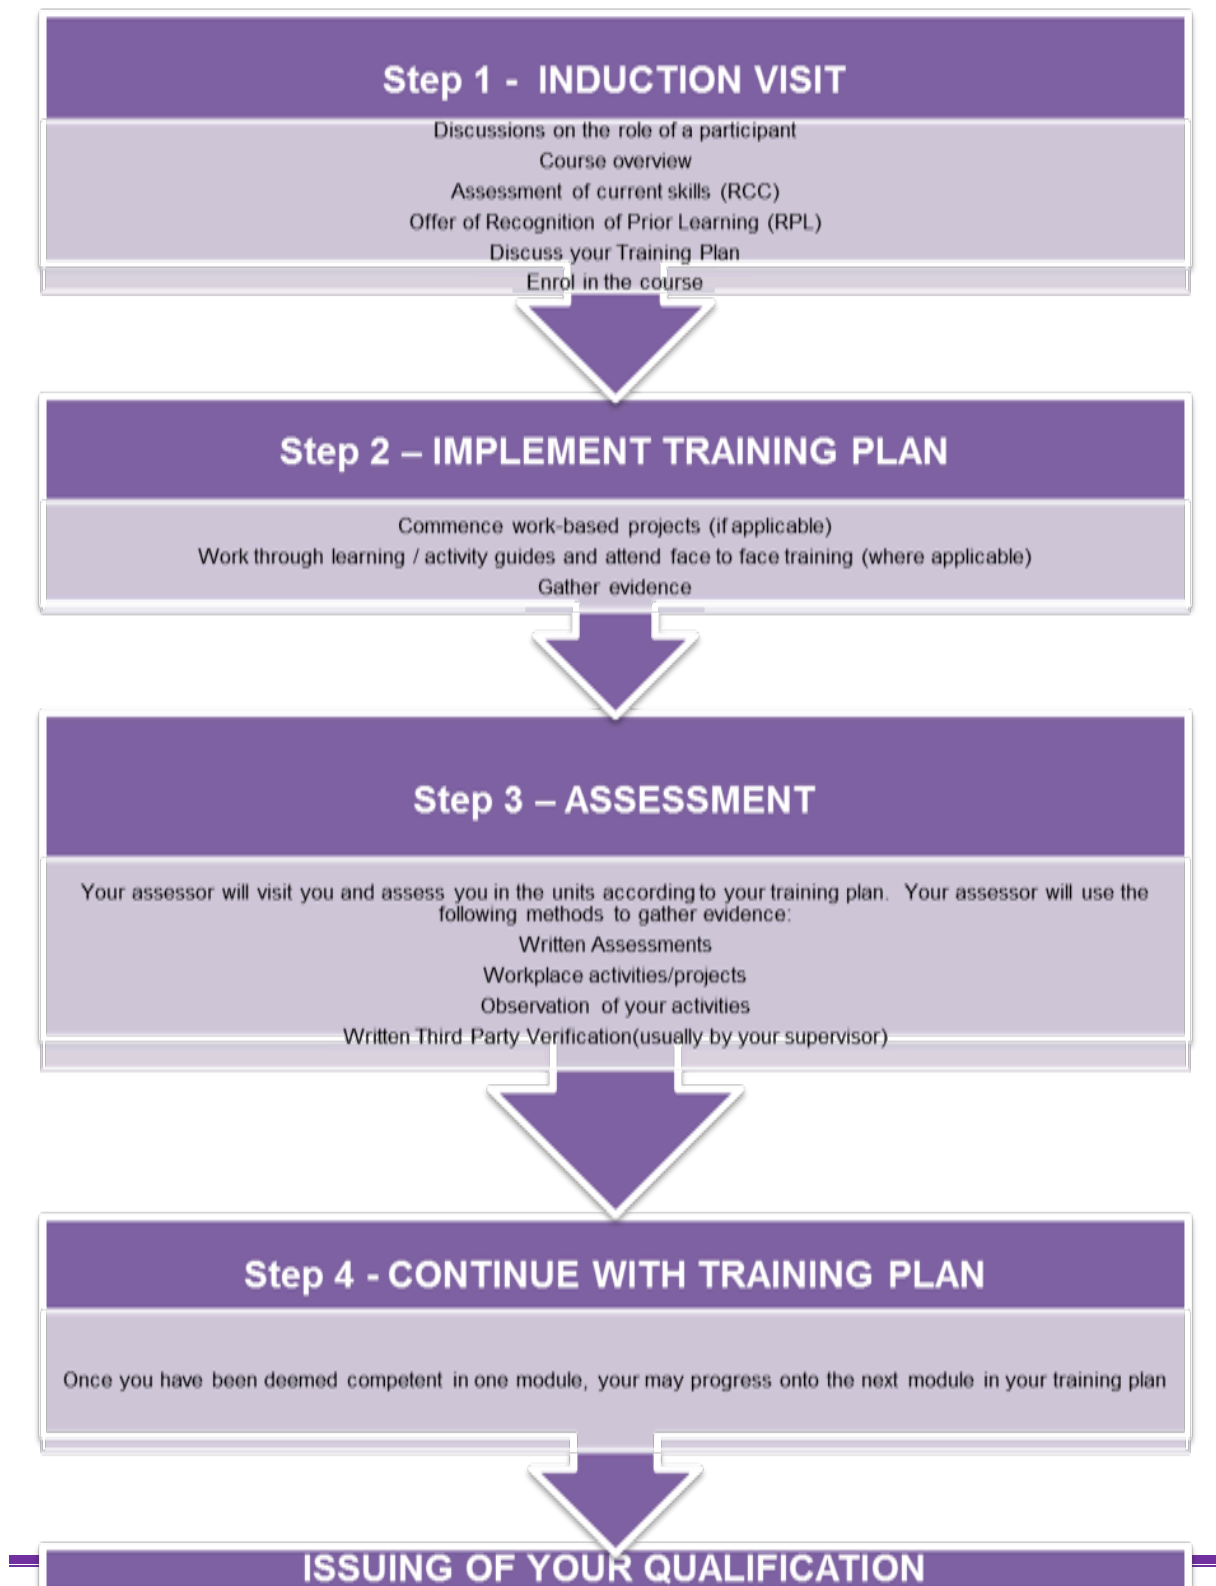 Step 1 - INDUCTION VISIT
Discussions on the role of a participant
Course overview
Assessment of current skills (RCC)
Offer of Recognition of Prior Learning (RPL)
Discuss your Training Plan
Enrol in the course
Step 2 – IMPLEMENT TRAINING PLAN
Commence work-based projects (if applicable)
Work through learning / activity guides and attend face to face training (where applicable)
Gather evidence
Step 3 – ASSESSMENT
Your assessor will visit you and assess you in the units according to your training plan. Your assessor will use the
following methods to gather evidence:
Written Assessments
Workplace activities/projects
Observation of your activities
Written Third Party Verification(usually by your supervisor)
Step 4 - CONTINUE WITH TRAINING PLAN
Once you have been deemed competent in one module, your may progress onto the next module in your training plan
ISSUING OF YOUR QUALIFICATION